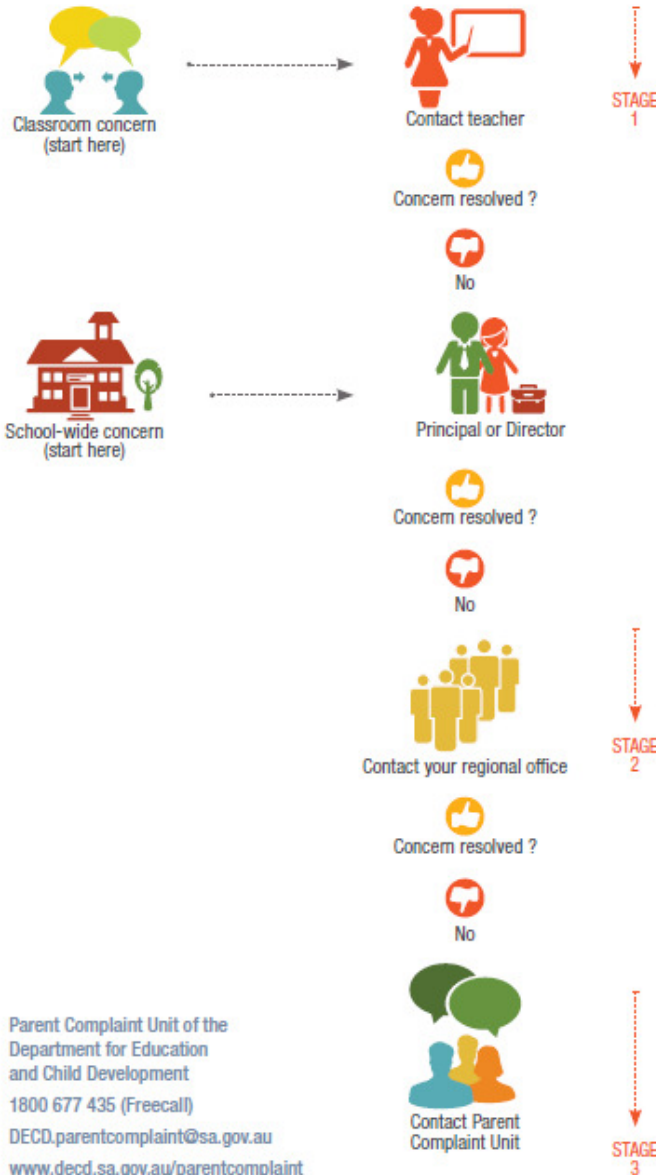 Classroom concern
(start here)
Contact teacher
STAGE
1
Concern resolved ?
No
School-wide concern
(start here)
Principal or Director
Concern resolved ?
No
Contact your regional office
STAGE
2
Concern resolved ?
No
Parent Complaint Unit of the
Department for Education
and Child Development
1800 677 435 (Freecall)
DECD.parentcomplaint@sa.gov.au
www.decd.sa.gov.au/parentcomplaint
Contact Parent
Complaint Unit
STAGE
3